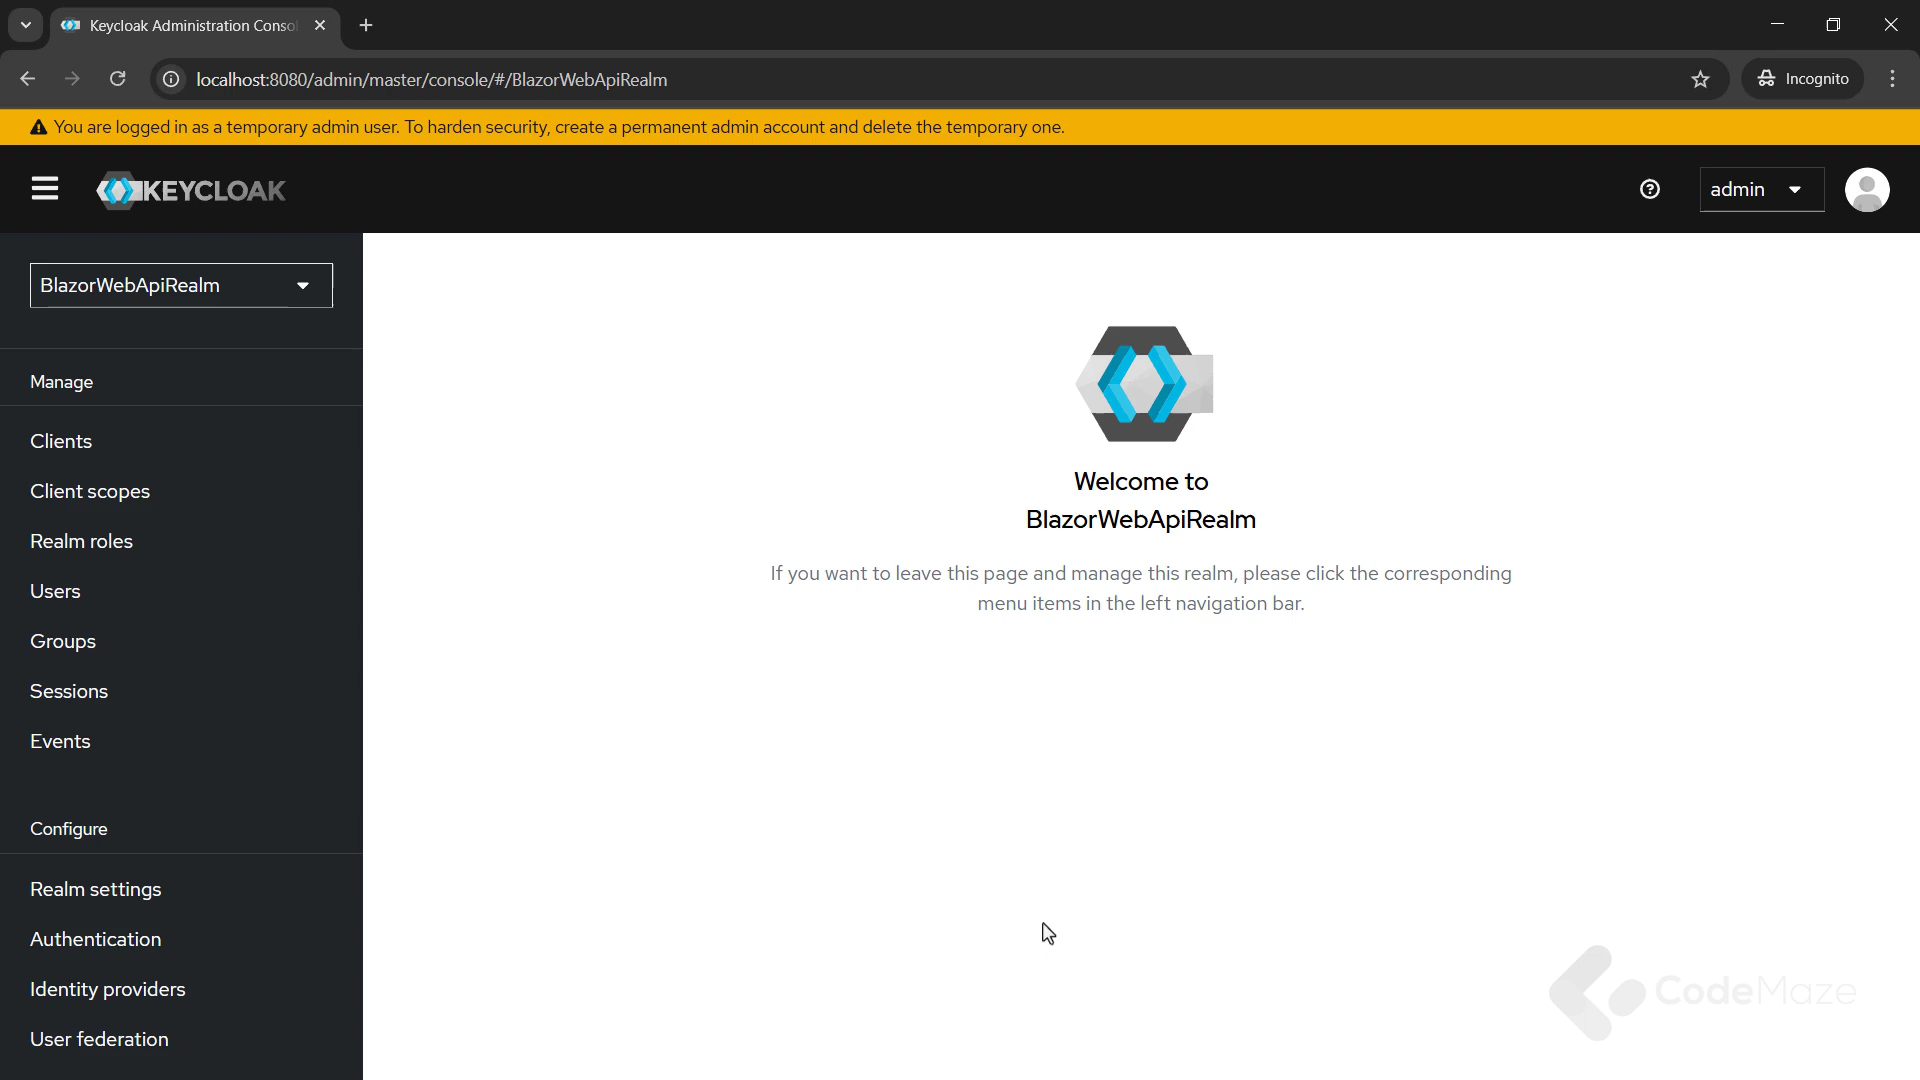 Keycloak Administration Conso
localhost:8080/admin/master/console/#/BlazorWebApiRealm
Incognito
You are logged in as a temporary admin user. To harden security, create a permanent admin account and delete the temporary one.
KEYCLOAK
admin
BlazorWebApiRealm
Manage
Clients
Client scopes
Realm roles
Users
Groups
Sessions
Events
Configure
Realm settings
Authentication
Identity providers
User federation
Welcome to
BlazorWebApiRealm
If you want to leave this page and manage this realm, please click the corresponding
menu items in the left navigation bar.
CodeMaze